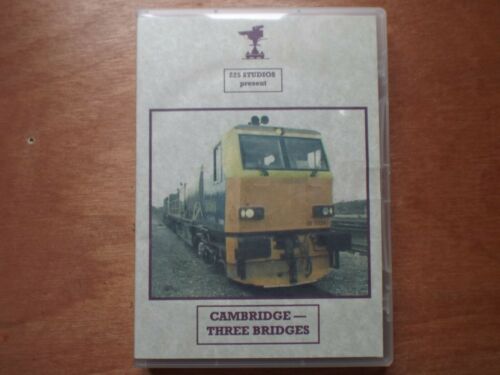 225 STUDIOS
present
CAMBRIDGE —
THREE BRIDGES